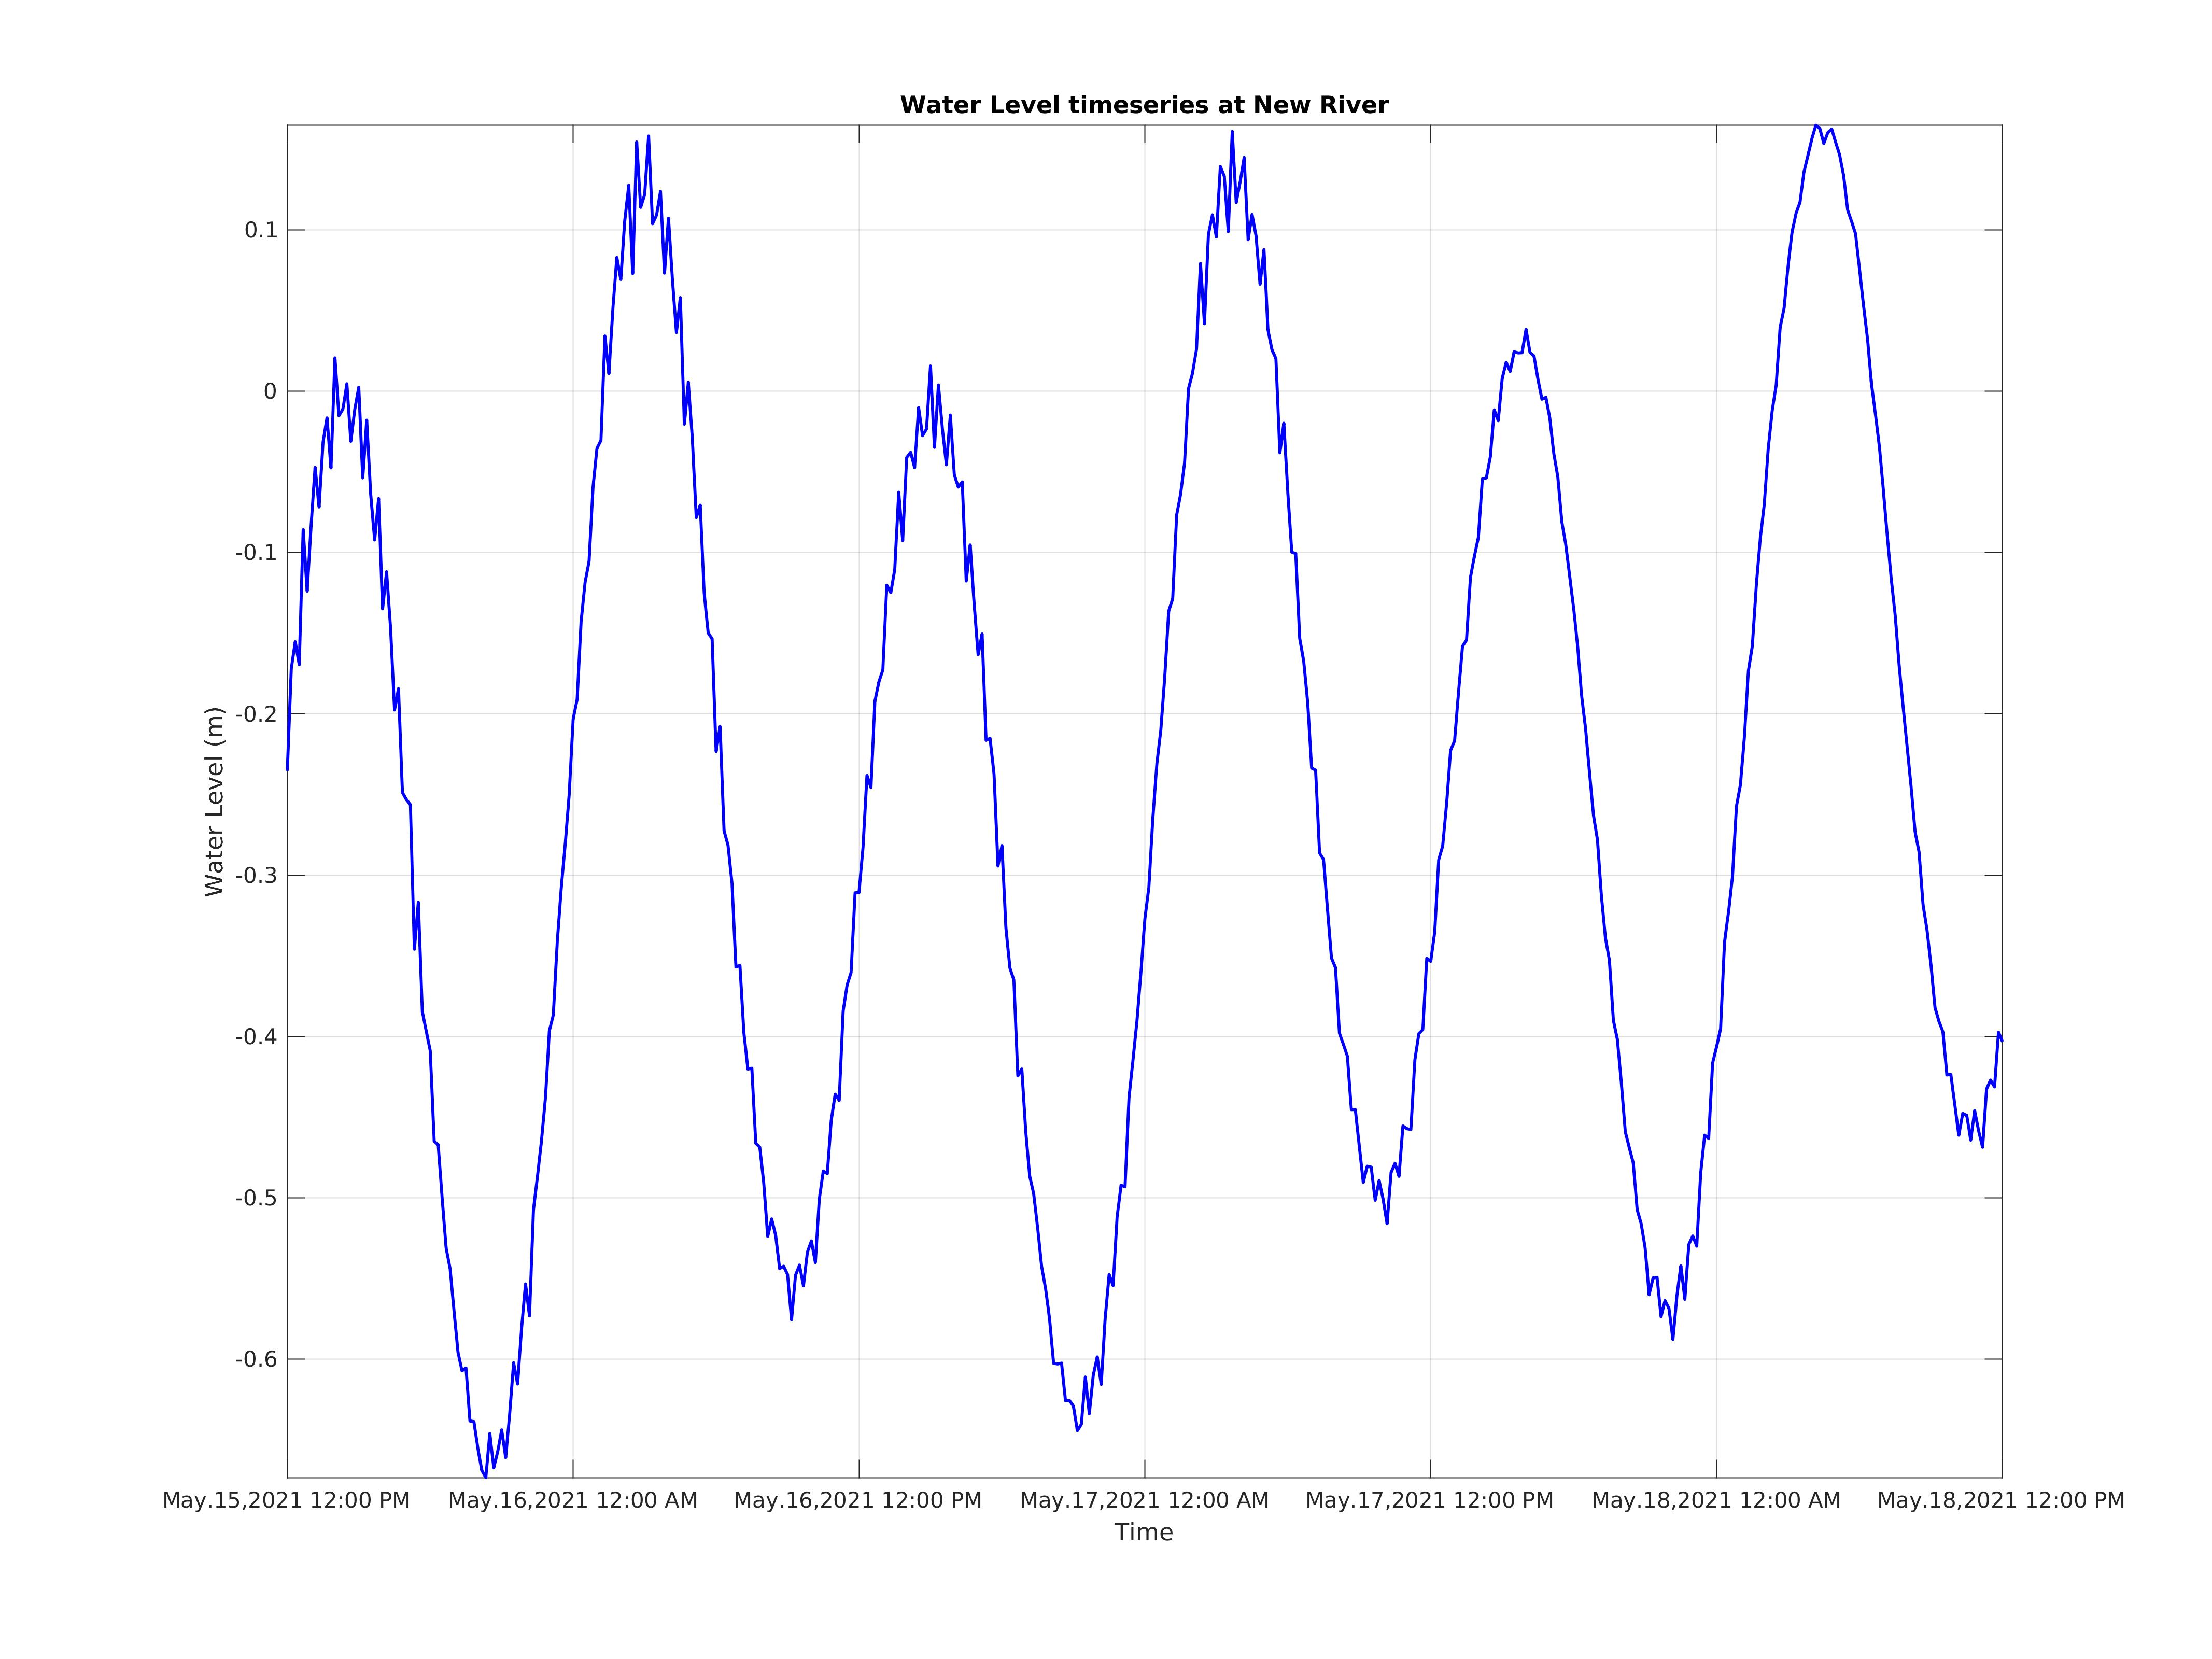 Water Level timeseries at New River
Water Level (m)
0.1
0
-0.1
-0.2
-0.3
-0.4
-0.5
-0.6
May.15,2021 12:00 PM
May.16,2021 12:00 AM
May.16,2021 12:00 PM
May.17,2021 12:00 AM
May.17,2021 12:00 PM
May.18,2021 12:00 AM
May.18,2021 12:00 PM
Time